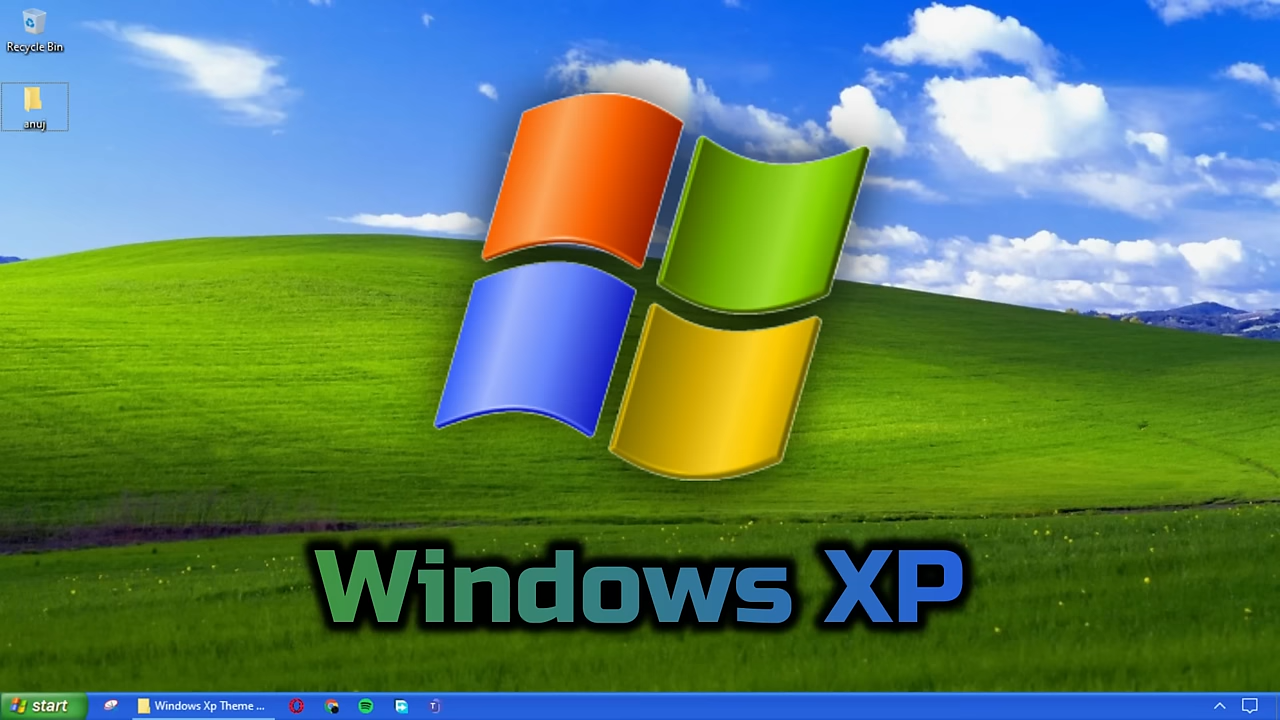 Recycle Bin
anuj
Windows XP
start
Windows Xp Theme ...